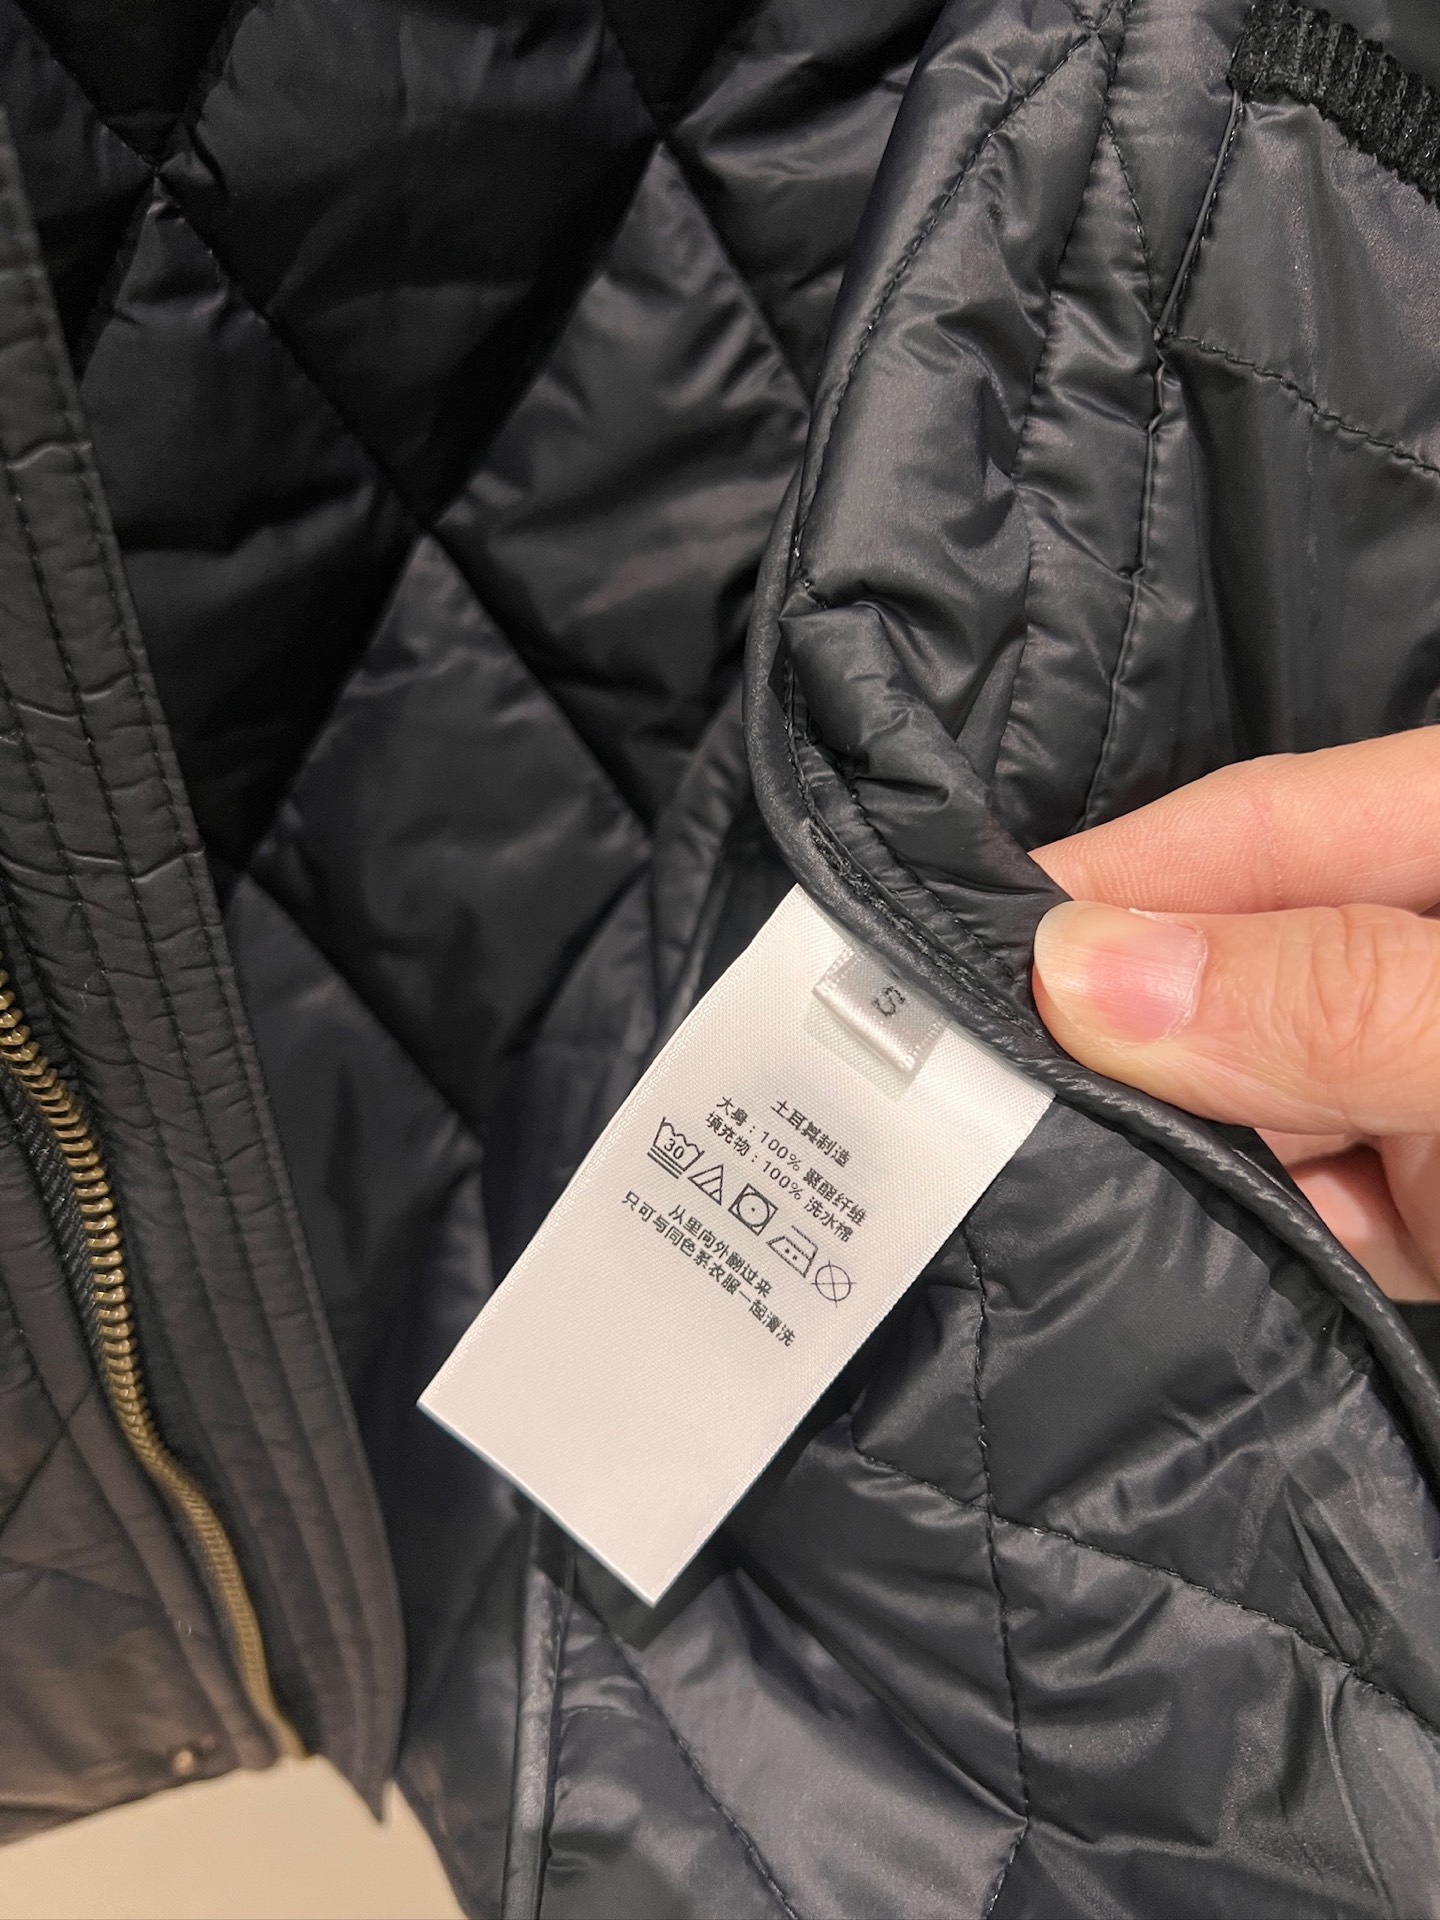 S
土耳其制造
大身：100% 聚酯纤维
填充物：100% 洗水棉
30
从里向外翻过来
只可与同色系衣服一起清洗